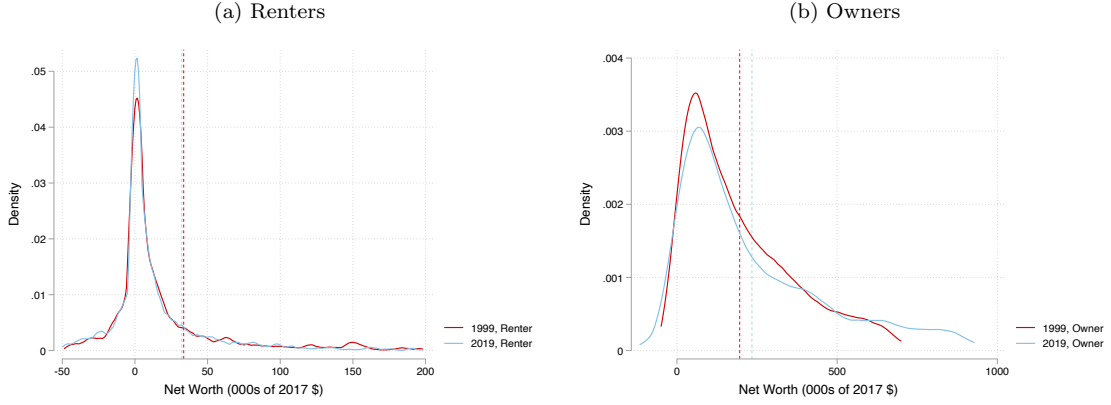 (a) Renters
.05
.04
.03
.02
.01
0
Density
-50
0
50
100
150
200
Net Worth (000s of 2017 $)
1999, Renter
2019, Renter
(b) Owners
.004
.003
.002
.001
0
Density
0
500
1000
Net Worth (000s of 2017 $)
1999, Owner
2019, Owner